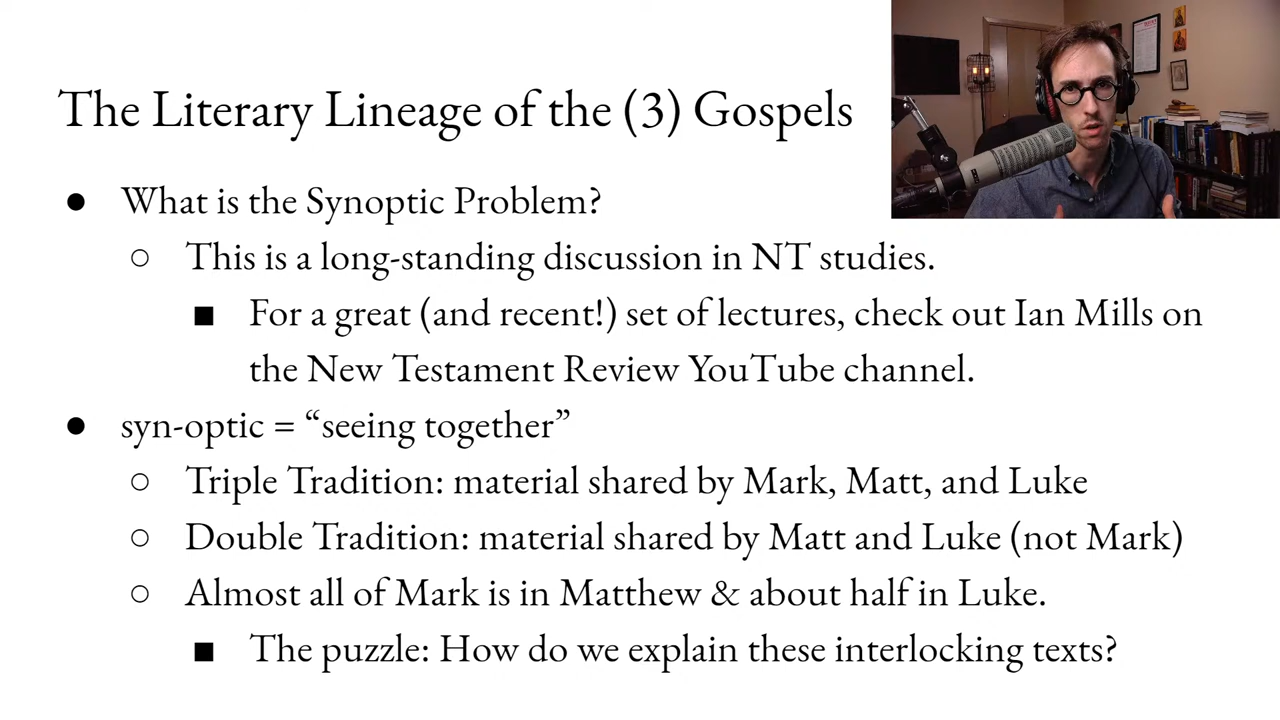 The Literary Lineage of the (3) Gospels
● What is the Synoptic Problem?
○ This is a long-standing discussion in NT studies.
■ For a great (and recent!) set of lectures, check out Ian Mills on
the New Testament Review YouTube channel.
● syn-optic = “seeing together”
○ Triple Tradition: material shared by Mark, Matt, and Luke
○ Double Tradition: material shared by Matt and Luke (not Mark)
○ Almost all of Mark is in Matthew & about half in Luke.
■ The puzzle: How do we explain these interlocking texts?